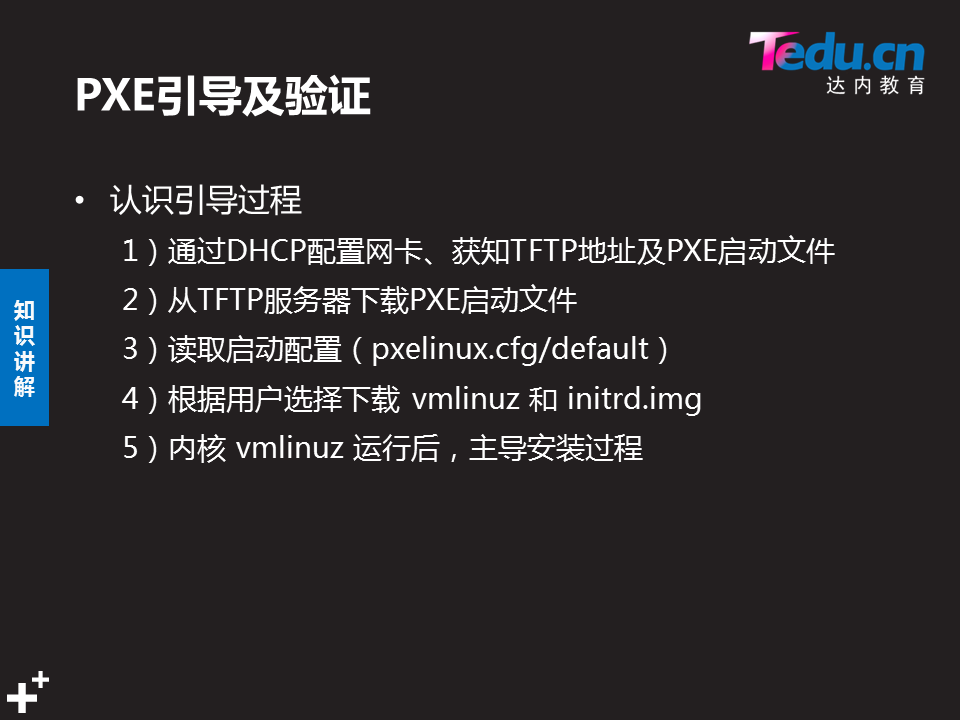 Tedu.cn
达内教育
PXE引导及验证
• 认识引导过程
1）通过DHCP配置网卡、获知TFTP地址及PXE启动文件
2）从TFTP服务器下载PXE启动文件
3）读取启动配置（pxelinux.cfg/default）
4）根据用户选择下载 vmlinuz 和 initrd.img
5）内核 vmlinuz 运行后，主导安装过程
知识讲解